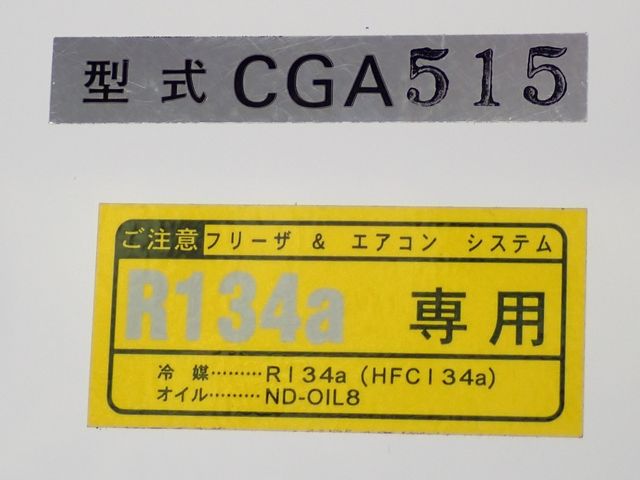 型式 CGA515
ご注意 フリーザ & エアコン システム
R134a 専用
冷媒………R134a (HFC134a)
オイル………ND-OIL8